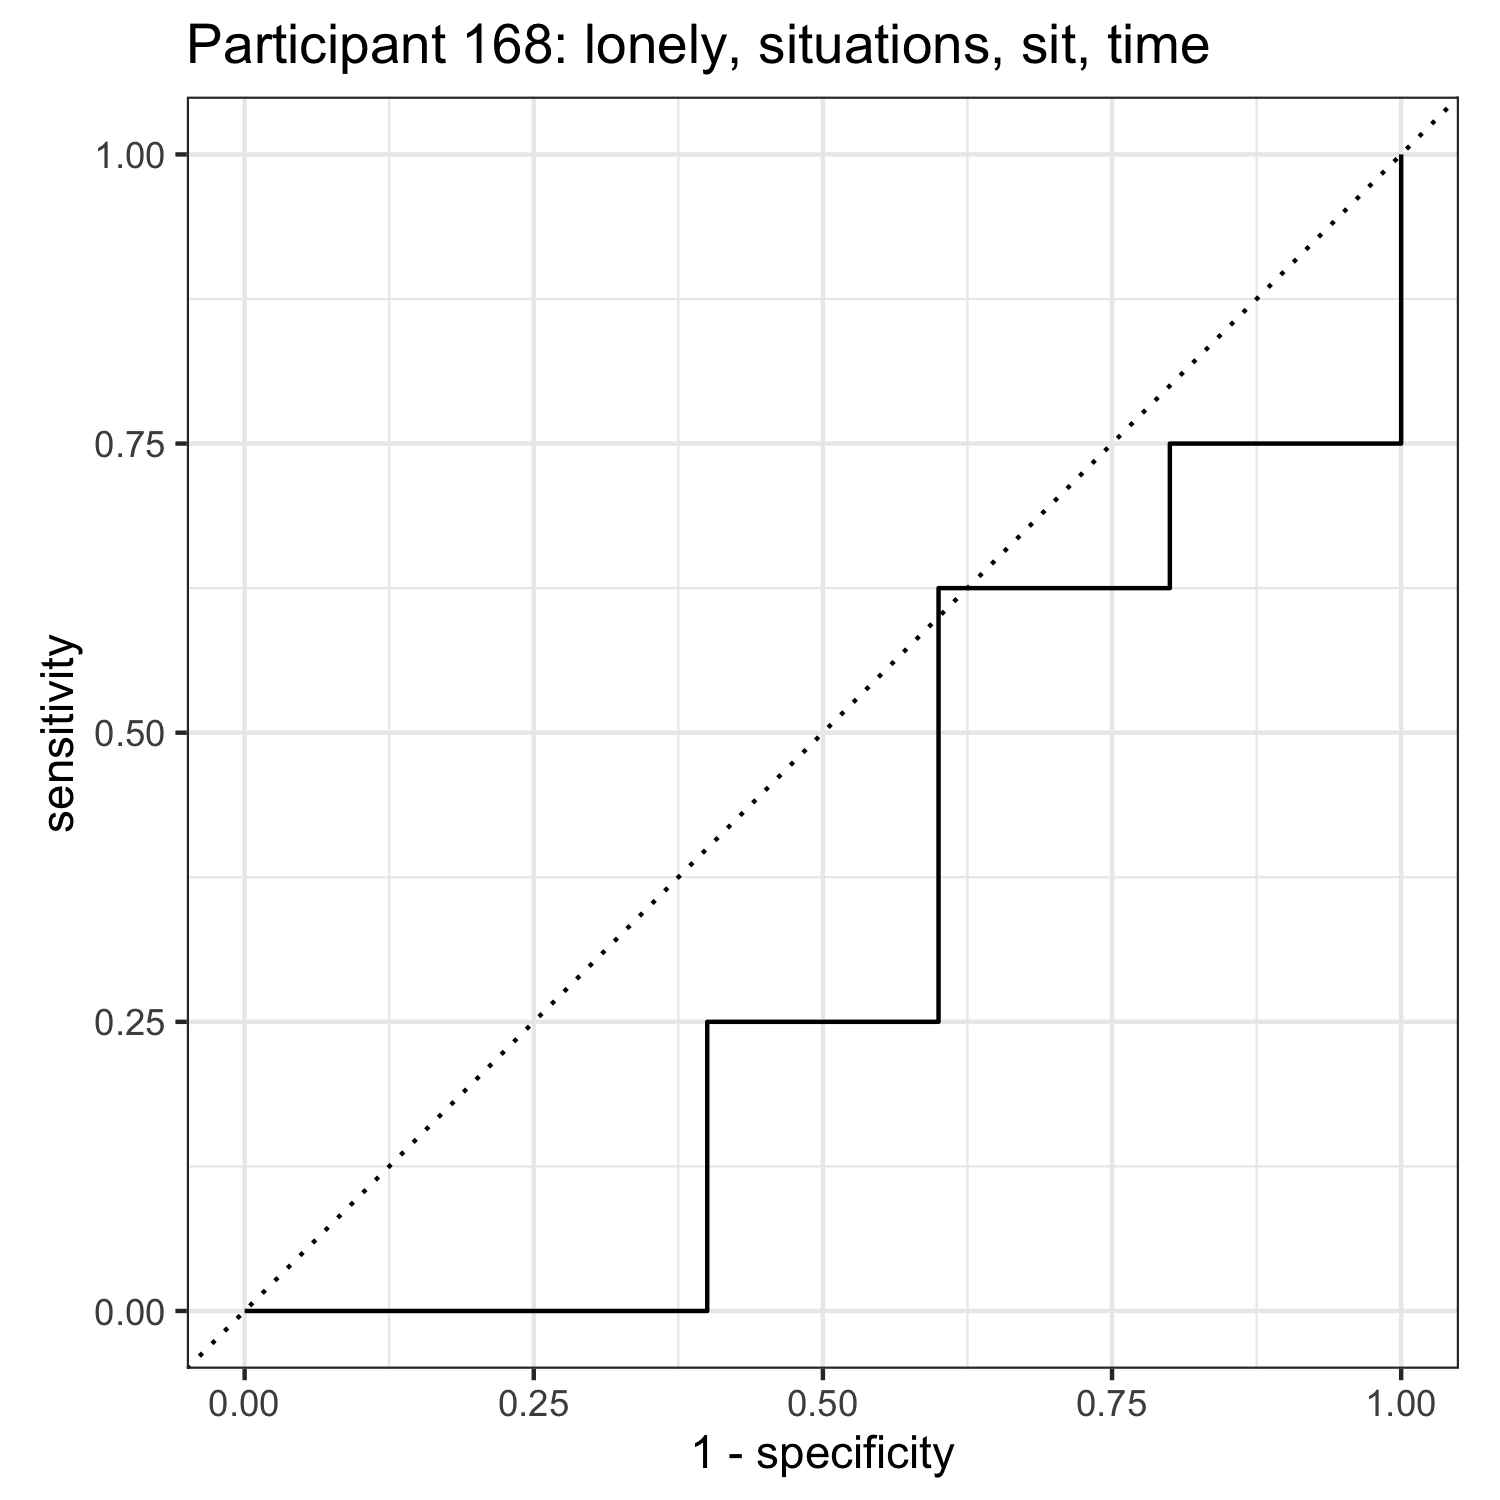 Participant 168: lonely, situations, sit, time
1.00
0.75
0.50
0.25
0.00
sensitivity
0.00 0.25 0.50 0.75 1.00
1 - specificity